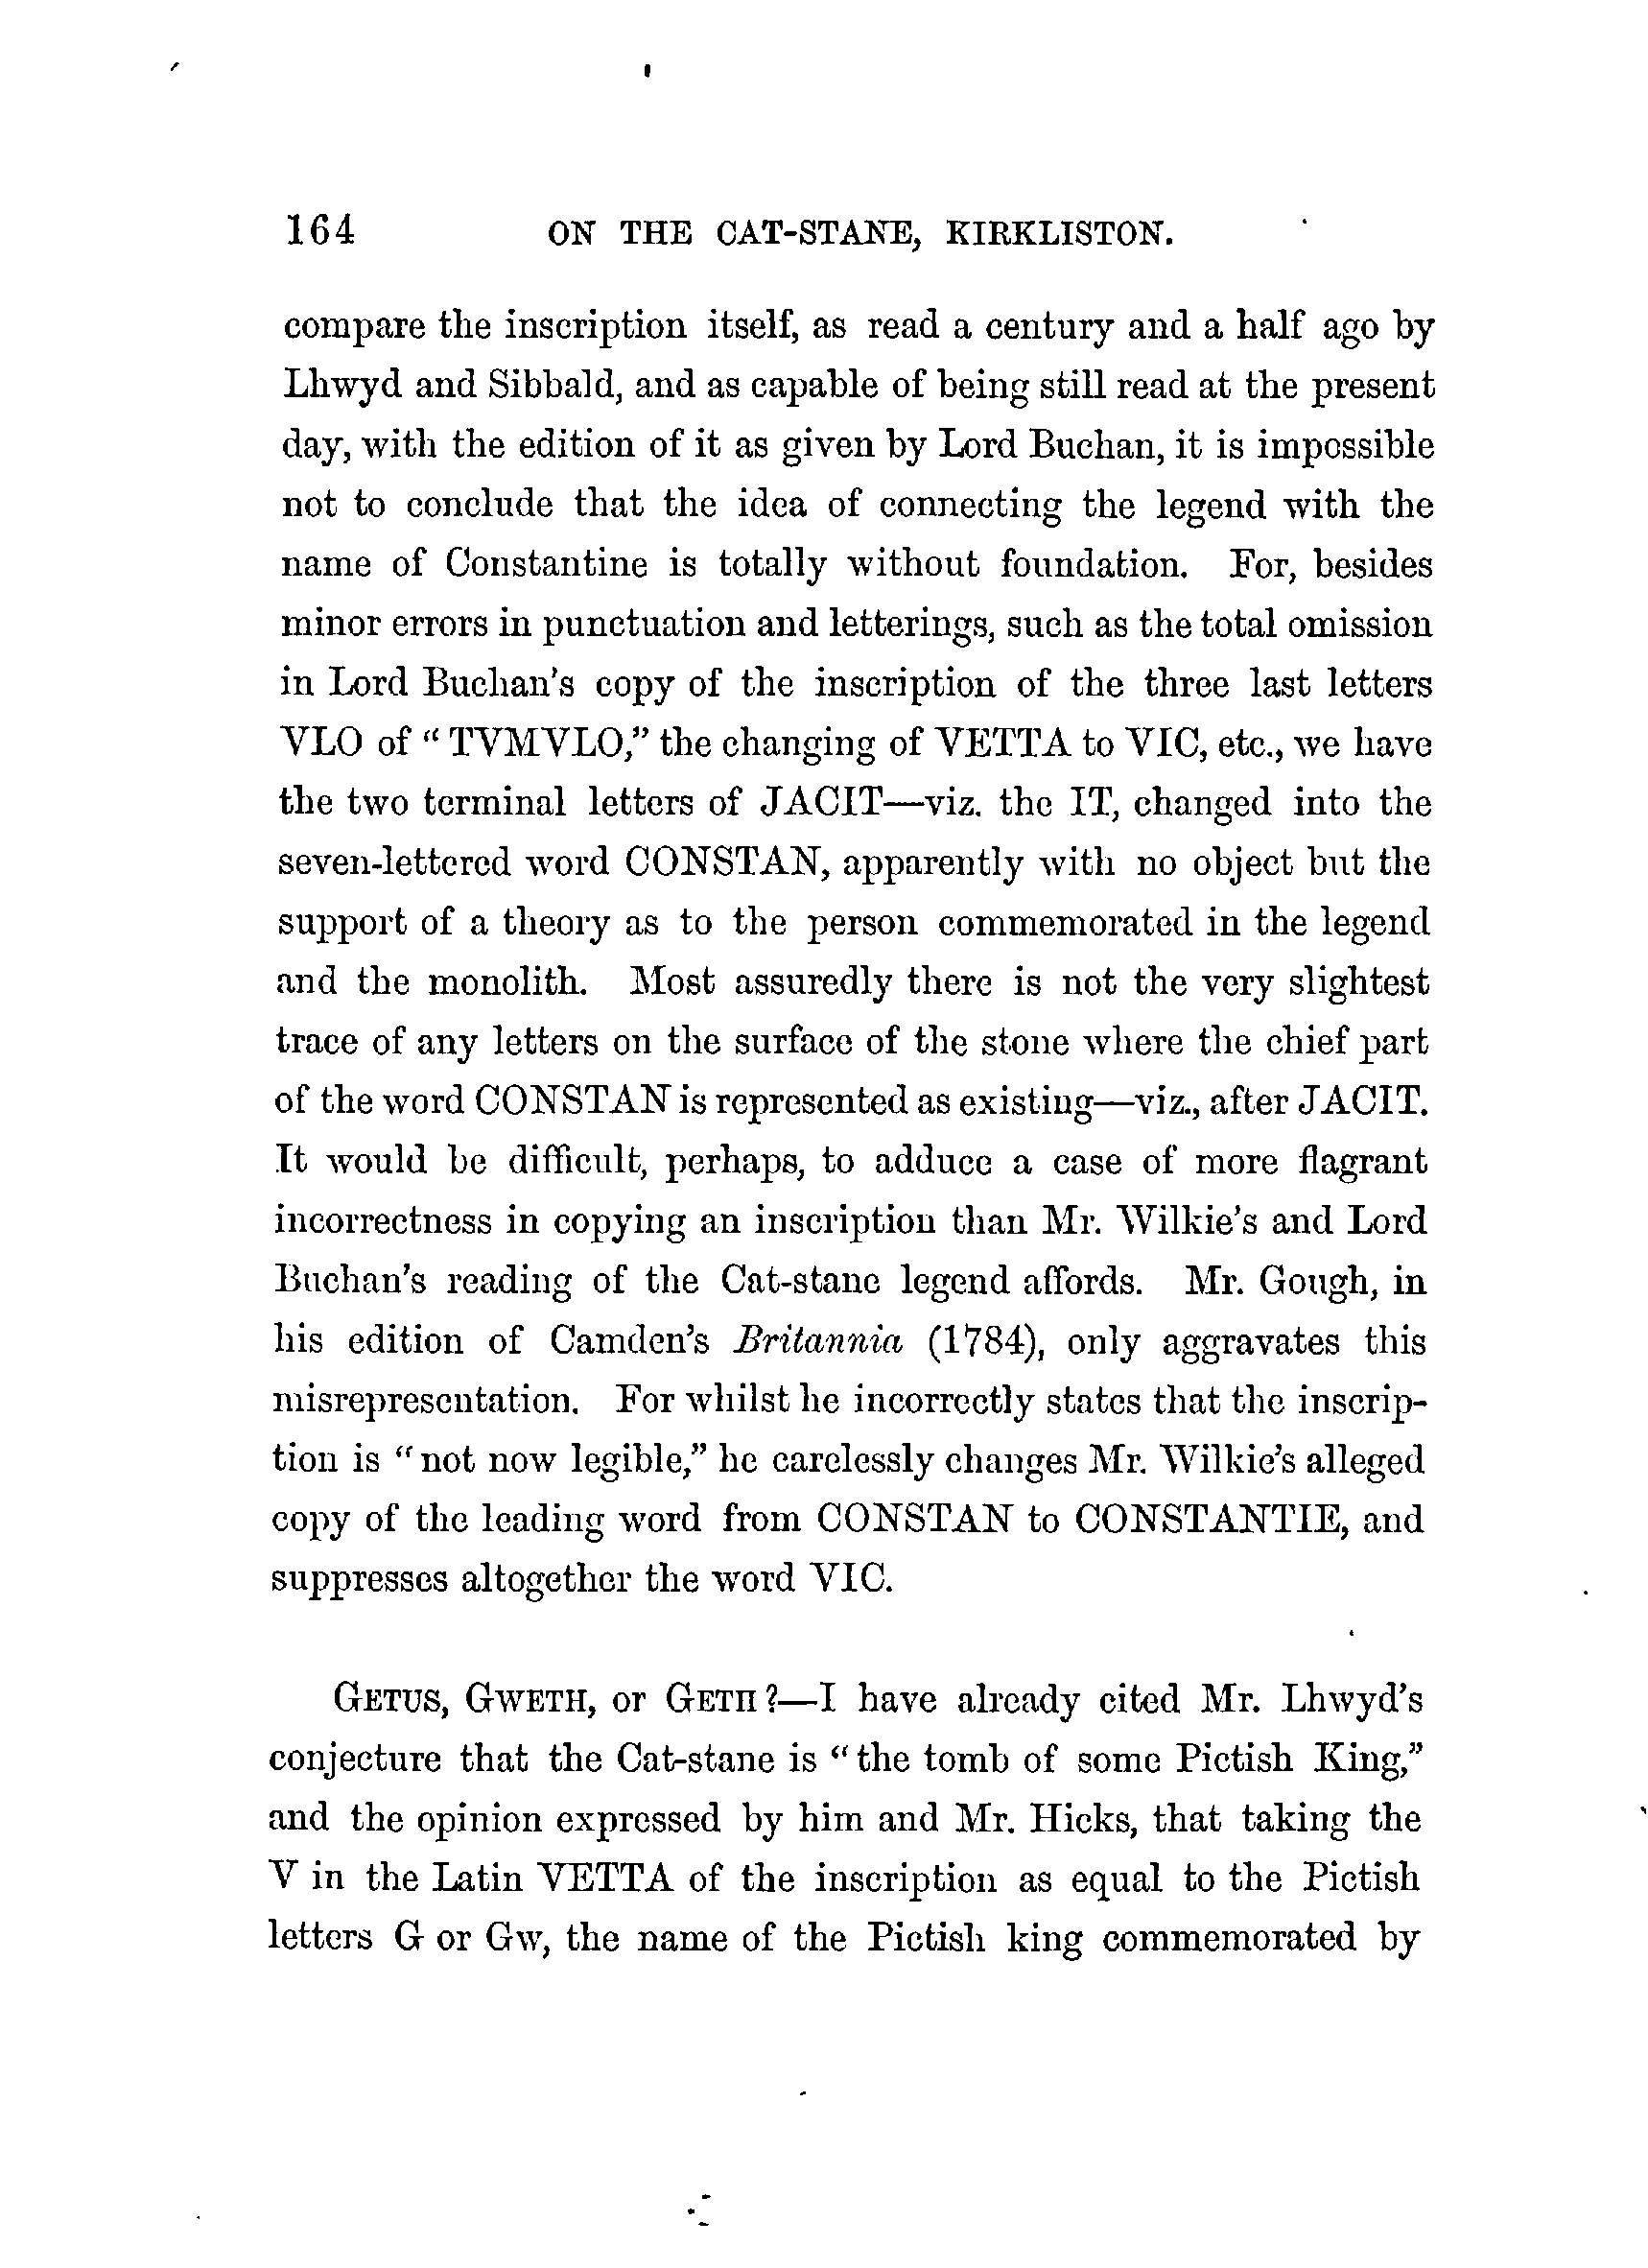 164 ON THE CAT-STANE, KIRKLISTON.
compare the inscription itself, as read a century and a half ago by
Lhwyd and Sibbald, and as capable of being still read at the present
day, with the edition of it as given by Lord Buchan, it is impossible
not to conclude that the idea of connecting the legend with the
name of Constantine is totally without foundation. For, besides
minor errors in punctuation and letterings, such as the total omission
in Lord Buchan's copy of the inscription of the three last letters
VLO of "TVMVLO," the changing of VETTA to VIC, etc., we have
the two terminal letters of JACIT—viz. the IT, changed into the
seven-lettered word CONSTAN, apparently with no object but the
support of a theory as to the person commemorated in the legend
and the monolith. Most assuredly there is not the very slightest
trace of any letters on the surface of the stone where the chief part
of the word CONSTAN is represented as existing—viz., after JACIT.
It would be difficult, perhaps, to adduce a case of more flagrant
incorrectness in copying an inscription than Mr. Wilkie's and Lord
Buchan's reading of the Cat-stane legend affords. Mr. Gough, in
his edition of Camden's Britannia (1784), only aggravates this
misrepresentation. For whilst he incorrectly states that the inscrip-
tion is "not now legible," he carelessly changes Mr. Wilkie's alleged
copy of the leading word from CONSTAN to CONSTANTIE, and
suppresses altogether the word VIC.
GETUS, GWETH, or GETH?—I have already cited Mr. Lhwyd's
conjecture that the Cat-stane is "the tomb of some Pictish King,"
and the opinion expressed by him and Mr. Hicks, that taking the
V in the Latin VETTA of the inscription as equal to the Pictish
letters G or Gw, the name of the Pictish king commemorated by